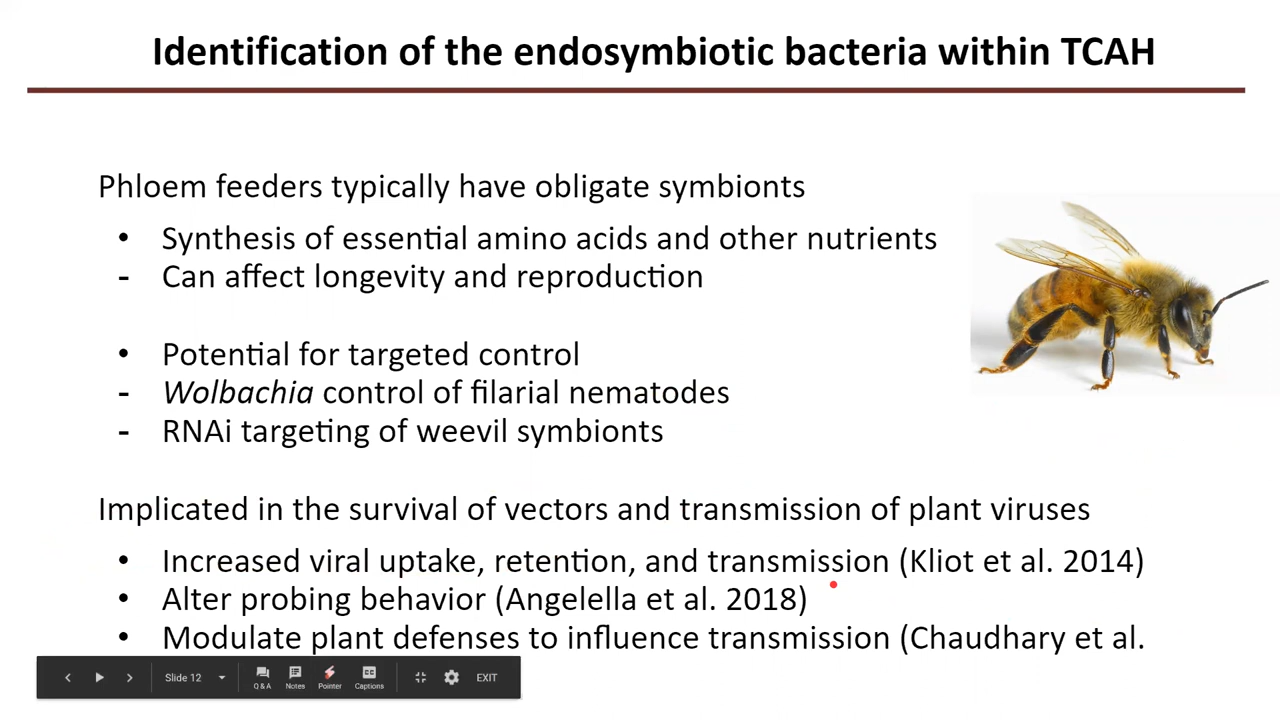 Identification of the endosymbiotic bacteria within TCAH
Phloem feeders typically have obligate symbionts
• Synthesis of essential amino acids and other nutrients
- Can affect longevity and reproduction
• Potential for targeted control
- Wolbachia control of filarial nematodes
- RNAi targeting of weevil symbionts
Implicated in the survival of vectors and transmission of plant viruses
• Increased viral uptake, retention, and transmission (Kliot et al. 2014)
• Alter probing behavior (Angelella et al. 2018)
• Modulate plant defenses to influence transmission (Chaudhary et al.
Slide 12 Q & A Notes Pointer Captions EXIT